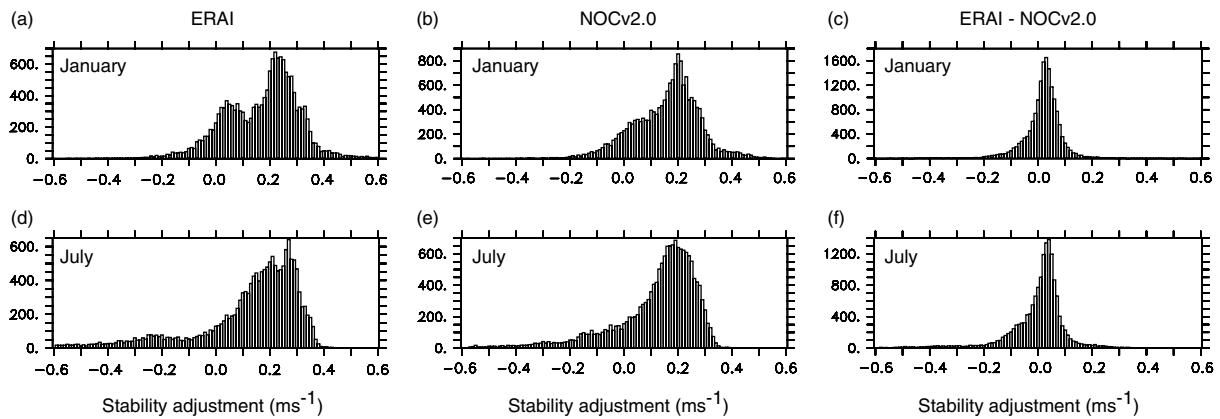 (a) ERAI (b) NOCv2.0 (c) ERAI - NOCv2.0
January January January
600. 400. 200. 0.
800. 600. 400. 200. 0.
1600. 1200. 800. 400. 0.
−0.6 −0.4 −0.2 0.0 0.2 0.4 0.6 −0.6 −0.4 −0.2 0.0 0.2 0.4 0.6 −0.6 −0.4 −0.2 0.0 0.2 0.4 0.6
(d) (e) (f)
July July July
600. 400. 200. 0.
600. 400. 200. 0.
1200. 800. 400. 0.
−0.6 −0.4 −0.2 0.0 0.2 0.4 0.6 −0.6 −0.4 −0.2 0.0 0.2 0.4 0.6 −0.6 −0.4 −0.2 0.0 0.2 0.4 0.6
Stability adjustment (ms⁻¹) Stability adjustment (ms⁻¹) Stability adjustment (ms⁻¹)